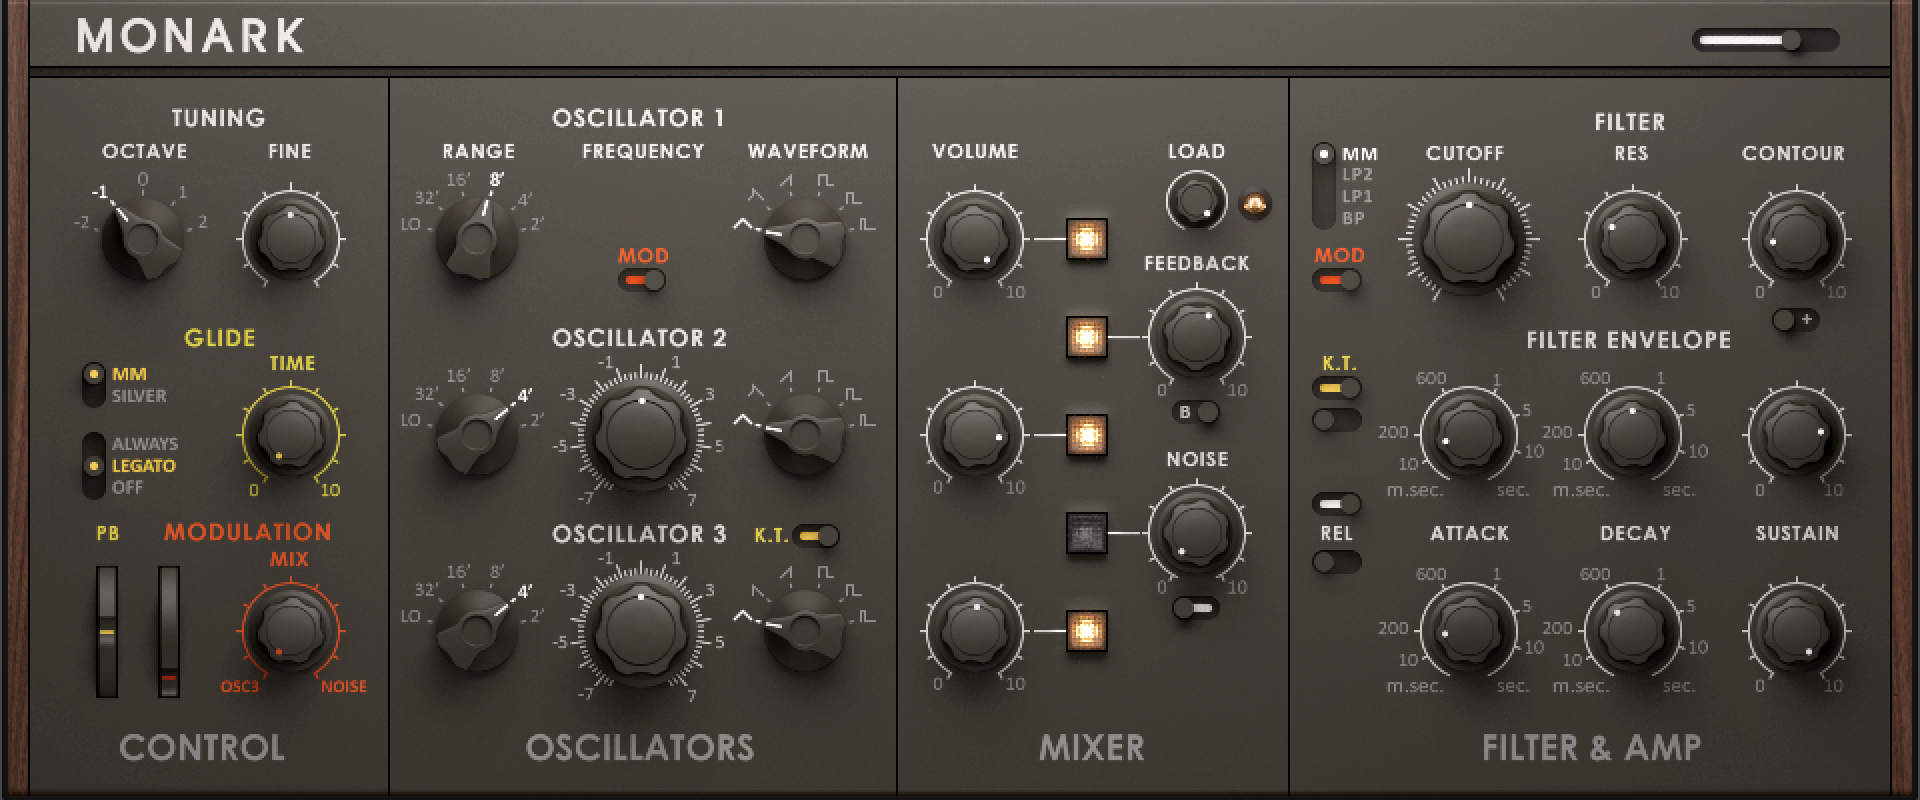 MONARK
TUNING
OCTAVE FINE
-2 -1 0 1 2
GLIDE
TIME
MM
SILVER
ALWAYS
LEGATO
OFF
0 10
PB MODULATION
MIX
OSC3 NOISE
CONTROL
OSCILLATOR 1
RANGE FREQUENCY WAVEFORM
LO 32' 16' 8' 4' 2'
MOD
OSCILLATOR 2
LO 32' 16' 8' 4' 2'
-7 -5 -3 -1 1 3 5 7
OSCILLATOR 3 K.T.
LO 32' 16' 8' 4' 2'
-7 -5 -3 -1 1 3 5 7
OSCILLATORS
VOLUME LOAD
0 10
FEEDBACK
0 10
B
0 10
NOISE
0 10
0 10
MIXER
FILTER
MM
LP2
LP1
BP
CUTOFF RES CONTOUR
MOD
0 10 0 10
+
FILTER ENVELOPE
K.T.
m.sec. 10 200 600 1 5 10 sec.
m.sec. 10 200 600 1 5 10 sec.
0 10
REL ATTACK DECAY SUSTAIN
m.sec. 10 200 600 1 5 10 sec.
m.sec. 10 200 600 1 5 10 sec.
0 10
FILTER & AMP